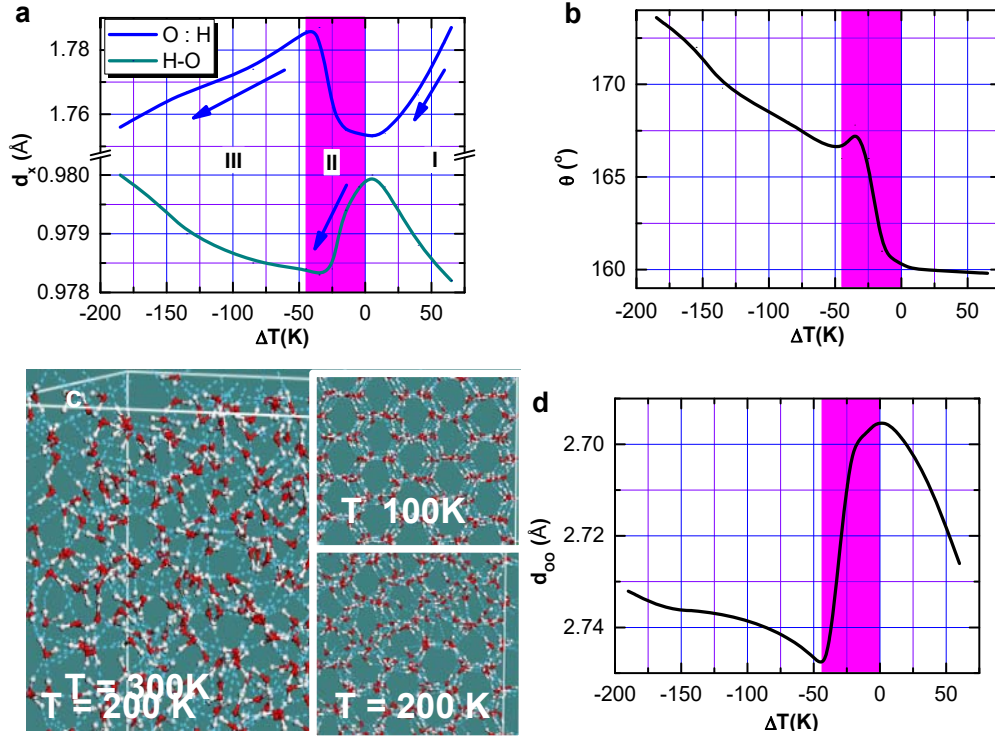 a
O : H
H-O
1.78
1.76
0.980
0.979
0.978
d_x (Å)
III
II
I
-200 -150 -100 -50 0 50
ΔT(K)
b
170
165
160
θ (°)
-200 -150 -100 -50 0 50
ΔT(K)
c
T = 300K
T = 200 K
T 100K
T = 200 K
d
2.70
2.72
2.74
d_OO (Å)
-200 -150 -100 -50 0 50
ΔT(K)